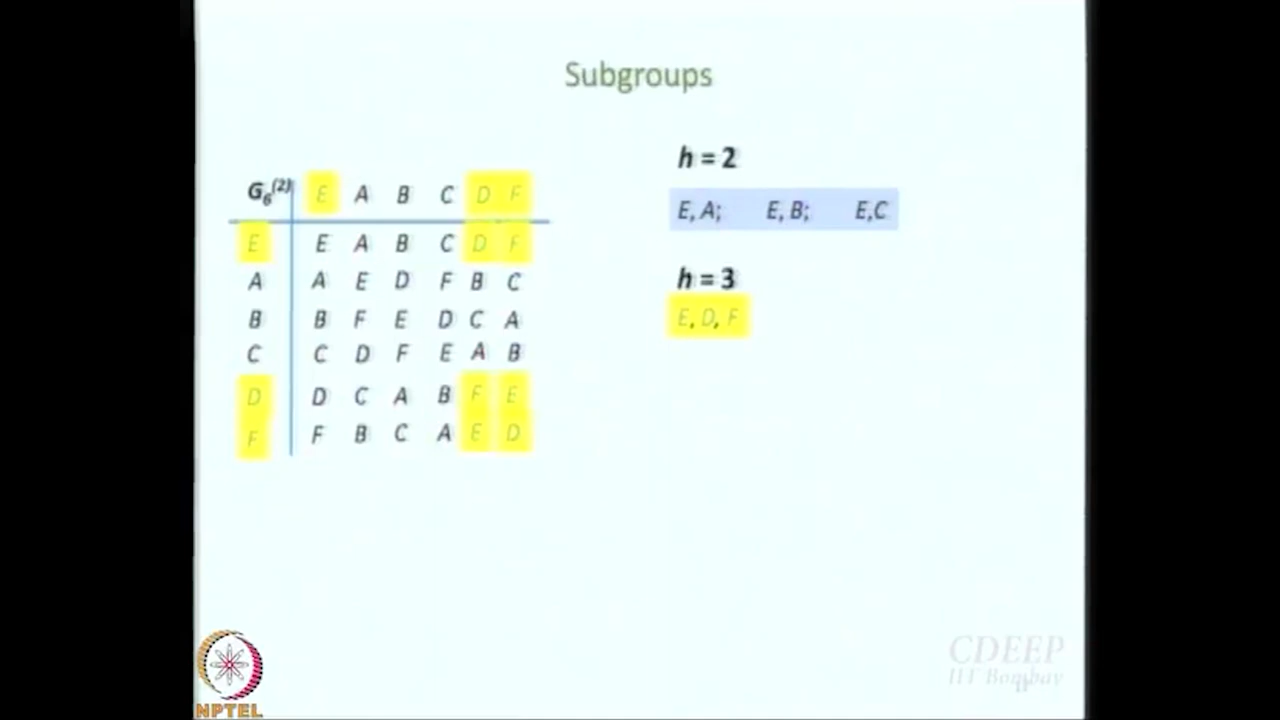 Subgroups
G6(2) E A B C D F
E E A B C D F
A A E D F B C
B B F E D C A
C C D F E A B
D D C A B F E
F F B C A E D
h = 2
E, A; E, B; E,C
h = 3
E, D, F
NPTEL
CDEEP
IIT Bombay